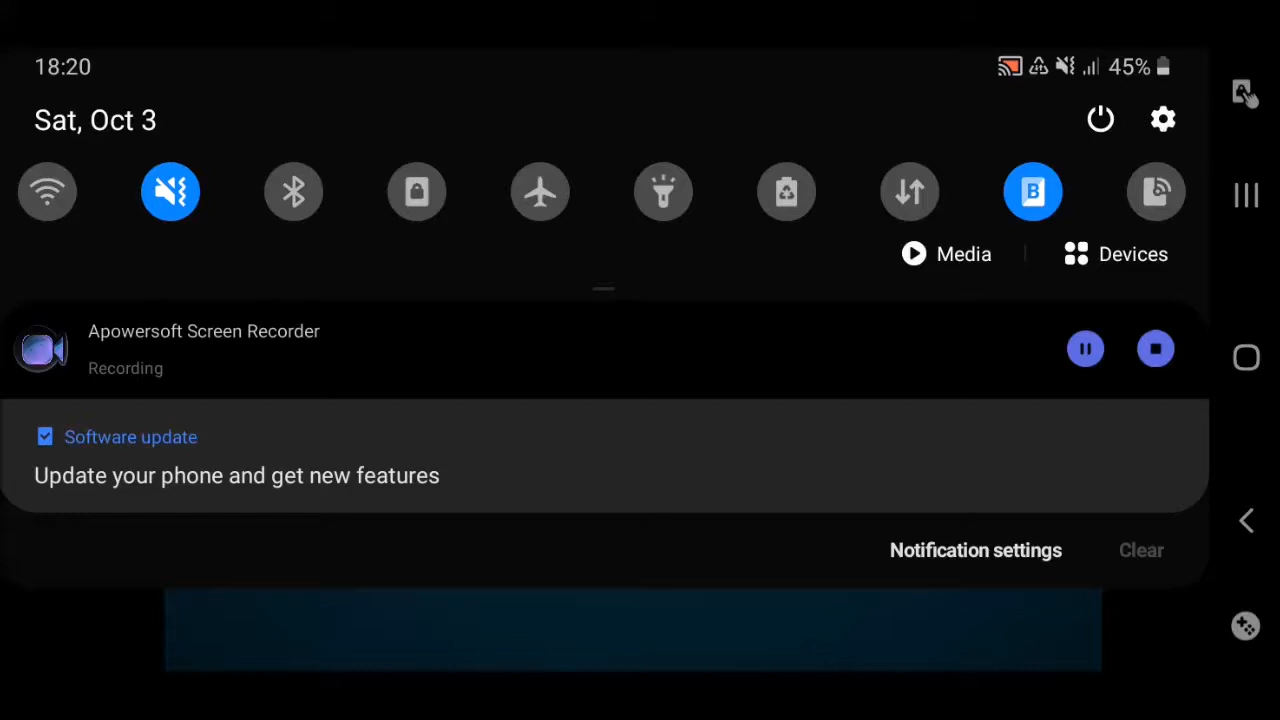 18:20
45%
Sat, Oct 3
B
Media
Devices
Apowersoft Screen Recorder
Recording
Software update
Update your phone and get new features
Notification settings
Clear